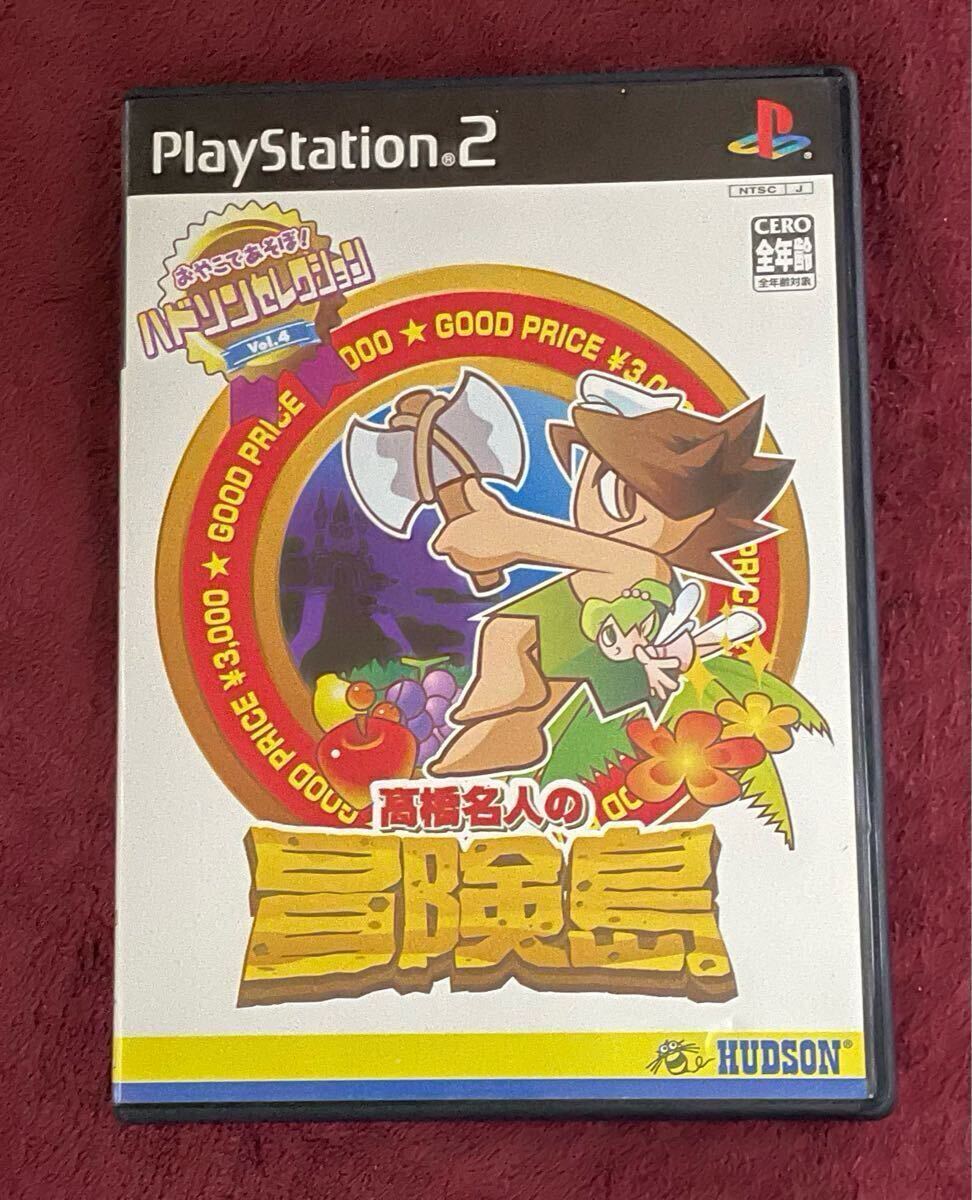 PlayStation®2
NTSC J
CERO
全年齢
全年齢対象
おやこであそぼ!
ハドソンセレクション
Vol.4
000 ★ GOOD PRICE ¥3,00
GOOD PRICE ¥3,000 ★ GOOD PRICE
PRICE
高橋名人の
冒険島。
HUDSON®